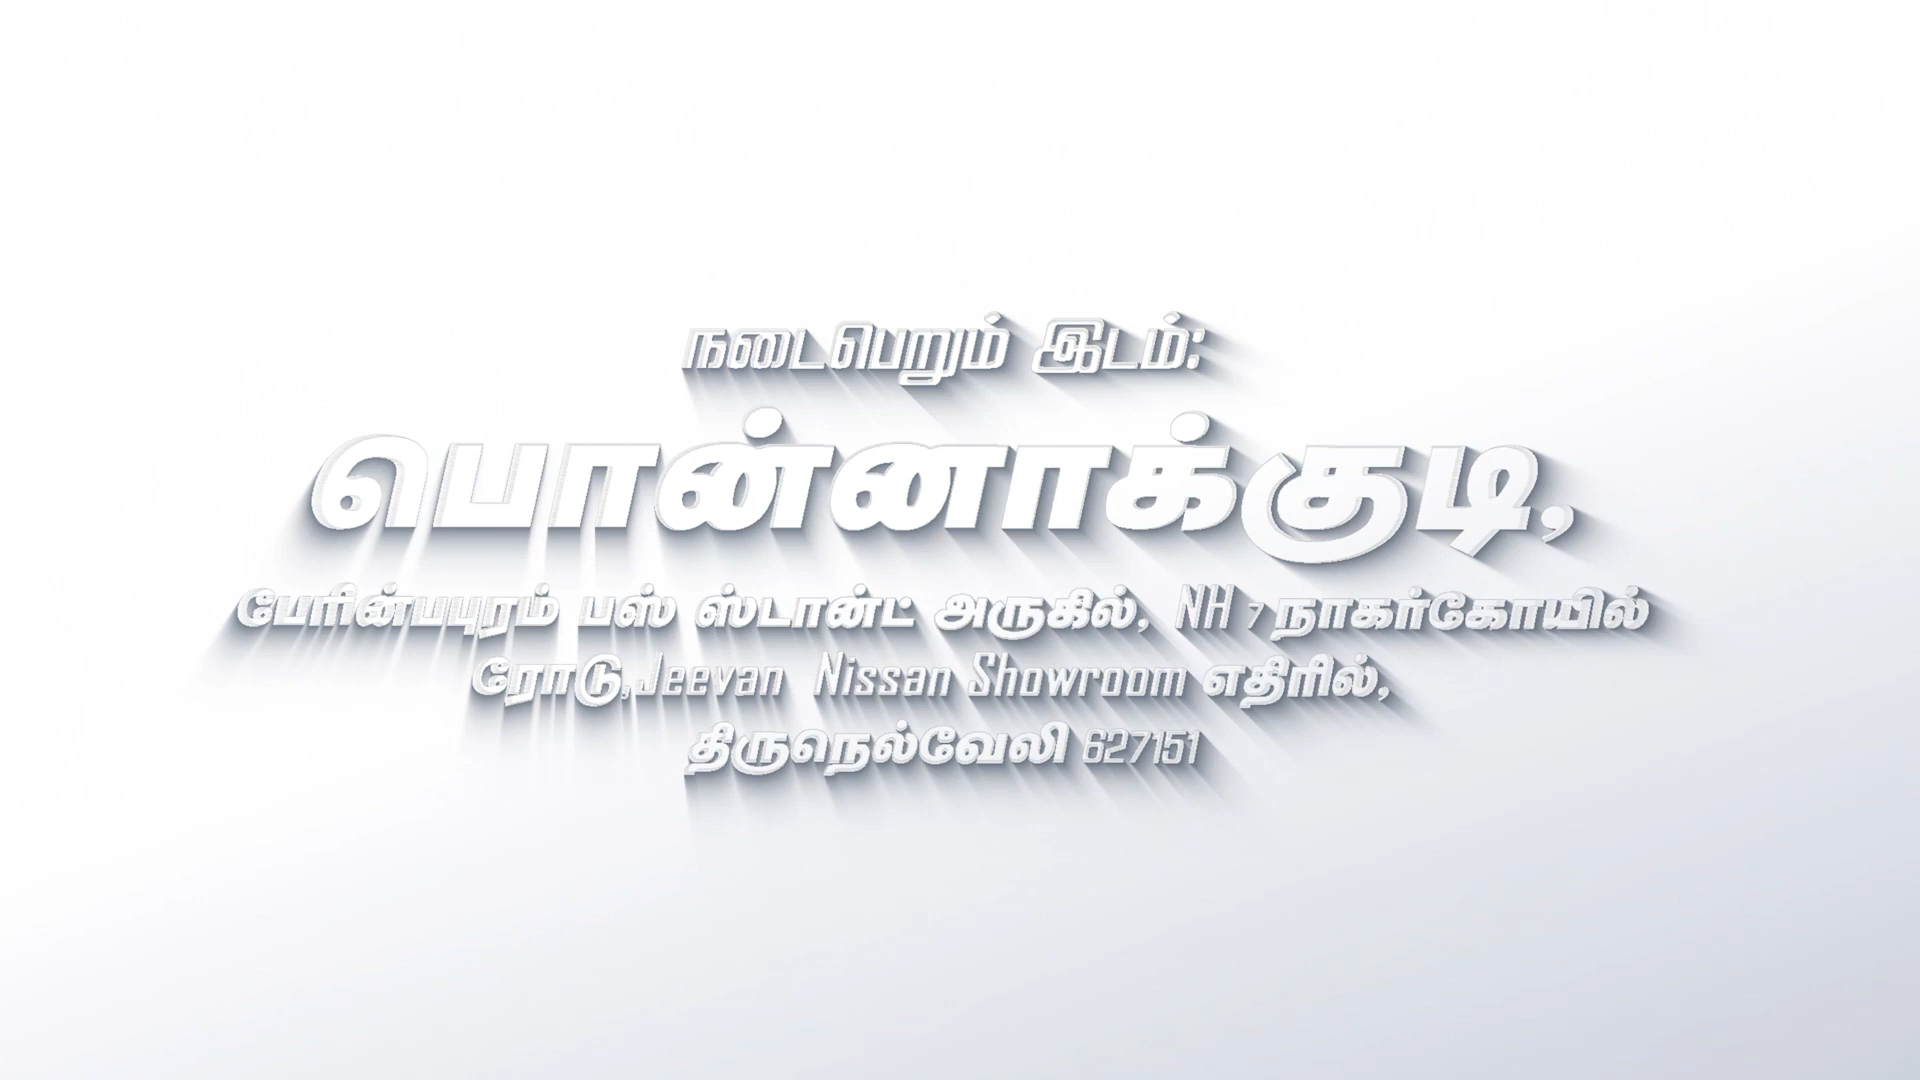 நடைபெறும் இடம்:
பொன்னாக்குடி,
பேரின்பபுரம் பஸ் ஸ்டாண்ட் அருகில், NH 7 நாகர்கோயில்
ரோடு,Jeevan Nissan Showroom எதிரில்,
திருநெல்வேலி 627151